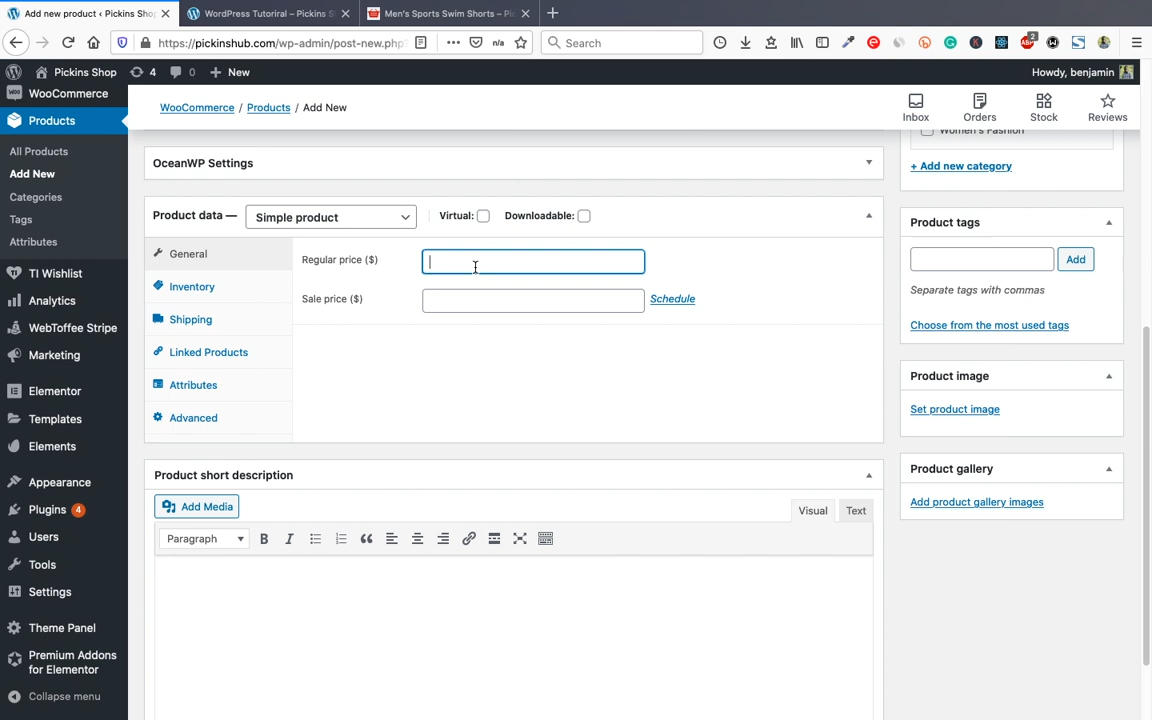 Add new product ‹ Pickins Shop
WordPress Tutoriral – Pickins S
Men's Sports Swim Shorts – Pi
https://pickinshub.com/wp-admin/post-new.php?
n/a
Search
2
Pickins Shop
4
0
New
Howdy, benjamin
WooCommerce
Products
All Products
Add New
Categories
Tags
Attributes
TI Wishlist
Analytics
WebToffee Stripe
Marketing
Elementor
Templates
Elements
Appearance
Plugins 4
Users
Tools
Settings
Theme Panel
Premium Addons
for Elementor
Collapse menu
WooCommerce / Products / Add New
Inbox
Orders
Stock
Reviews
OceanWP Settings
Product data —
Simple product
Virtual:
Downloadable:
General
Inventory
Shipping
Linked Products
Attributes
Advanced
Regular price ($)
Sale price ($)
Schedule
Product short description
Add Media
Visual
Text
Paragraph
Women's Fashion
+ Add new category
Product tags
Add
Separate tags with commas
Choose from the most used tags
Product image
Set product image
Product gallery
Add product gallery images